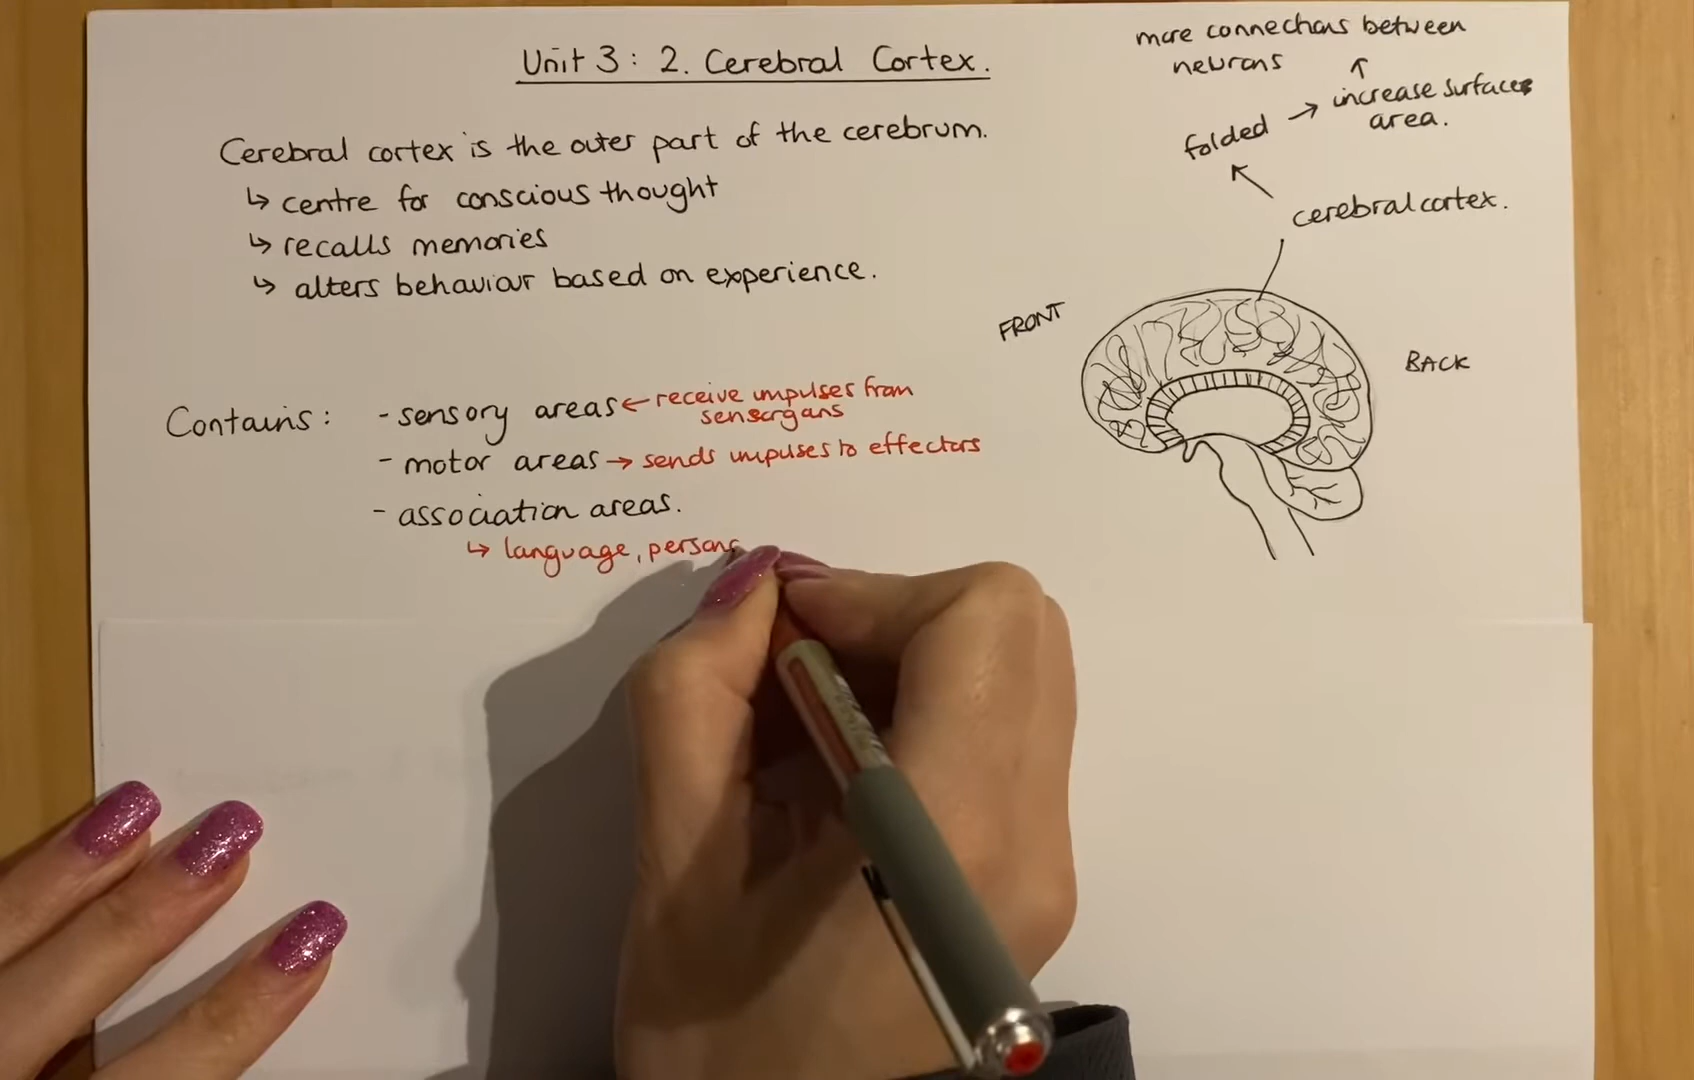 Unit 3: 2. Cerebral Cortex.
Cerebral cortex is the outer part of the cerebrum.
↳ centre for conscious thought
↳ recalls memories
↳ alters behaviour based on experience.
Contains:
- sensory areas ← receive impulses from
- motor areas → sends impulses to effectors
- association areas.
↳ language, persona
more connections between
neurons
↑
folded → increase surface
area.
cerebral cortex.
FRONT
BACK